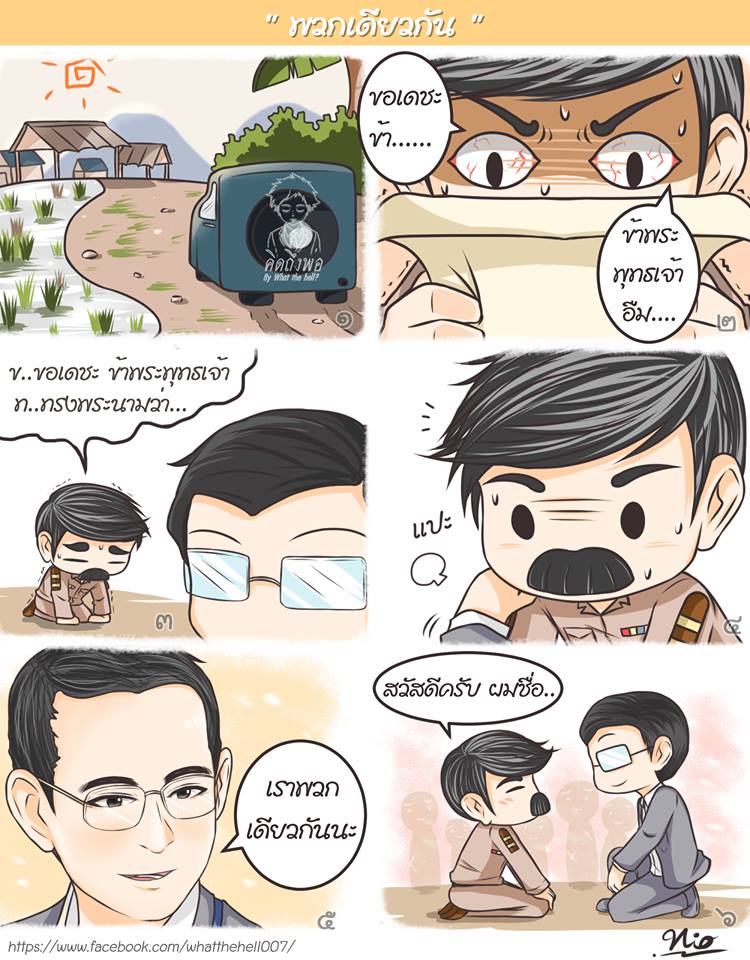 " พวกเดียวกัน "
คิดถึงพ่อ
By What the hell?
๑
ขอเดชะ
ข้า......
ข้าพระ
พุทธเจ้า
อืม....
๒
ข..ขอเดชะ ข้าพระพุทธเจ้า
ท..ทรงพระนามว่า...
๓
แปะ
๔
เราพวก
เดียวกันนะ
๕
สวัสดีครับ ผมชื่อ..
๖
https://www.facebook.com/whatthehell007/
Nio